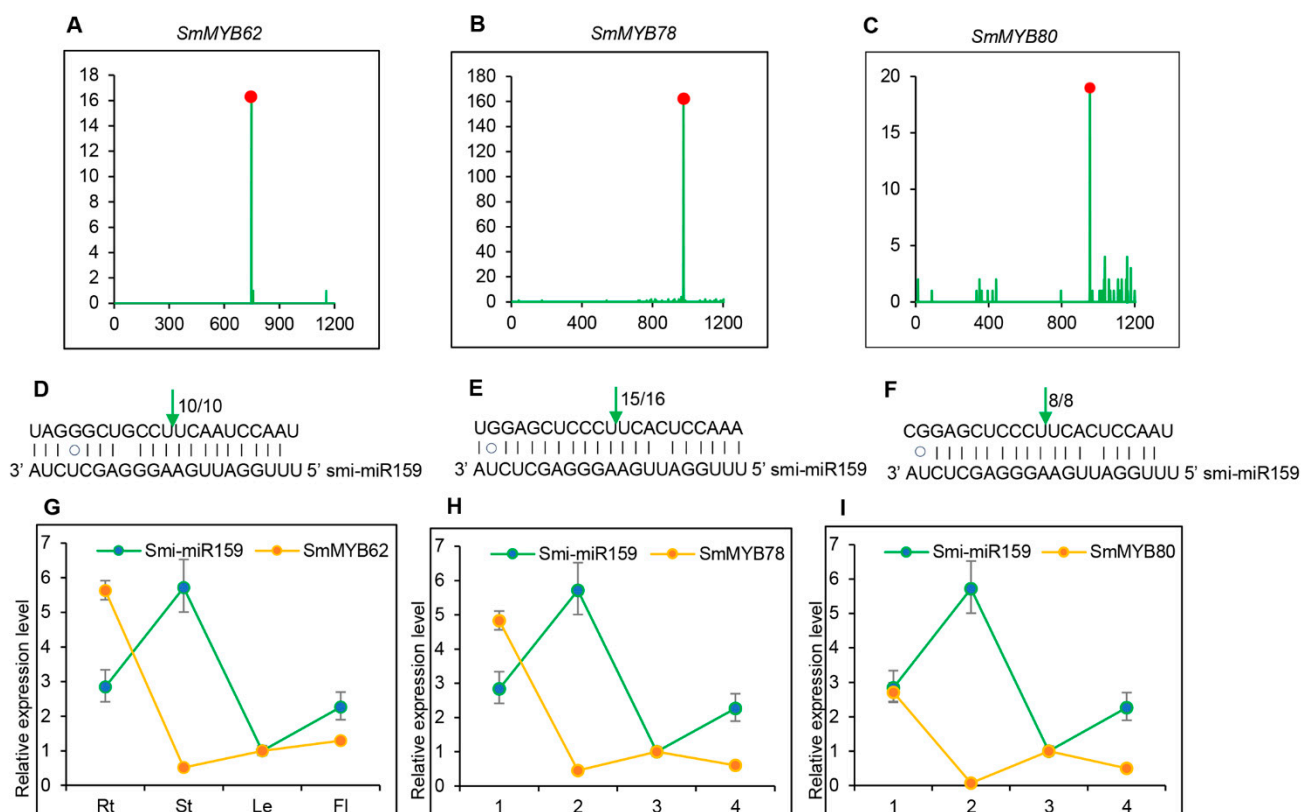 A
SmMYB62
18
16
14
12
10
8
6
4
2
0
0 300 600 900 1200
B
SmMYB78
180
160
140
120
100
80
60
40
20
0
0 400 800 1200
C
SmMYB80
20
15
10
5
0
0 400 800 1200
D
10/10
UAGGGCUGCCUUCAAUCCAAU
3' AUCUCGAGGGAAGUUAGGUUU 5' smi-miR159
E
15/16
UGGAGCUCCCUUCACUCCAAA
3' AUCUCGAGGGAAGUUAGGUUU 5' smi-miR159
F
8/8
CGGAGCUCCCUUCACUCCAAU
3' AUCUCGAGGGAAGUUAGGUUU 5' smi-miR159
G
Smi-miR159 SmMYB62
Relative expression level
7
6
5
4
3
2
1
0
Rt St Le Fl
H
Smi-miR159 SmMYB78
Relative expression level
7
6
5
4
3
2
1
0
1 2 3 4
I
Smi-miR159 SmMYB80
Relative expression level
7
6
5
4
3
2
1
0
1 2 3 4